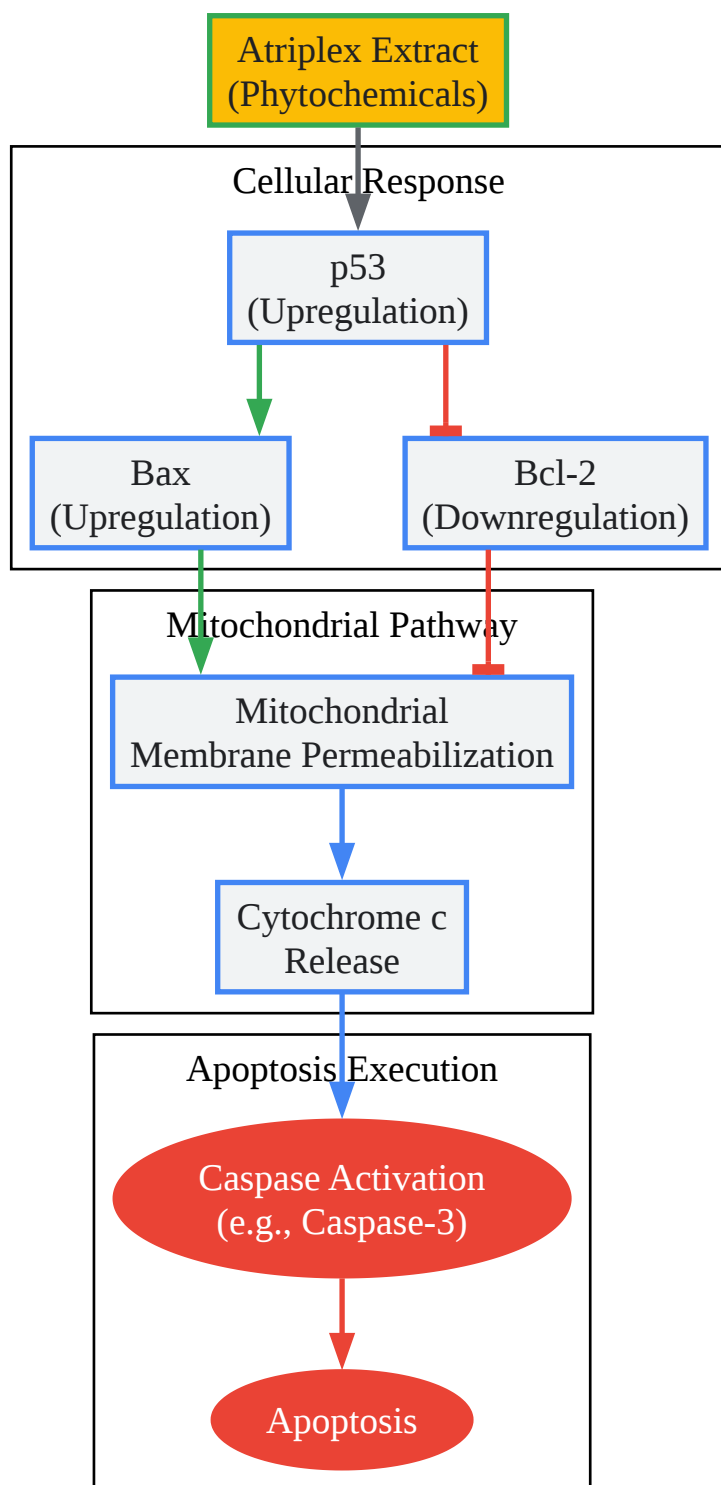 Atriplex Extract
(Phytochemicals)
Cellular Response
p53
(Upregulation)
Bax
(Upregulation)
Bcl-2
(Downregulation)
Mitochondrial Pathway
Mitochondrial
Membrane Permeabilization
Cytochrome c
Release
Apoptosis Execution
Caspase Activation
(e.g., Caspase-3)
Apoptosis